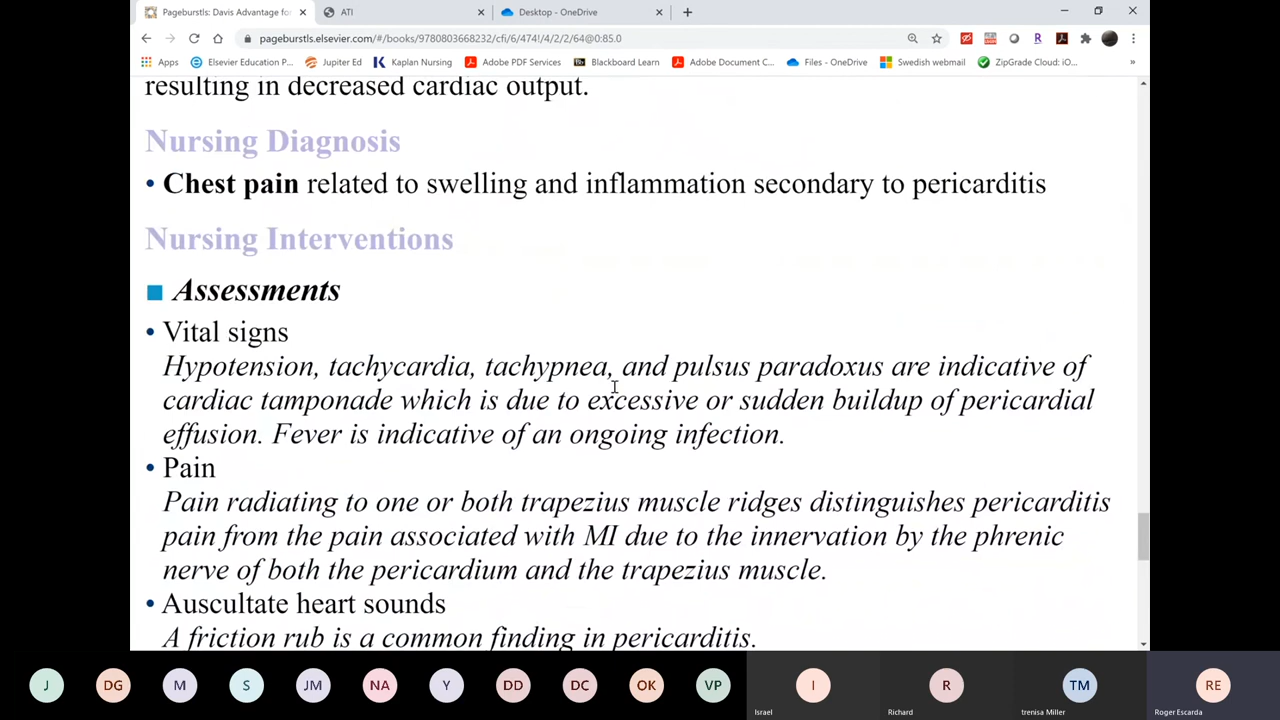 Pageburstls: Davis Advantage fo
ATI
Desktop - OneDrive
pageburstls.elsevier.com/#/books/9780803668232/cfi/6/474!/4/2/2/64@0:85.0
Apps
Elsevier Education P...
Jupiter Ed
Kaplan Nursing
Adobe PDF Services
Blackboard Learn
Adobe Document C...
Files - OneDrive
Swedish webmail
ZipGrade Cloud: iO...
resulting in decreased cardiac output.
Nursing Diagnosis
• Chest pain related to swelling and inflammation secondary to pericarditis
Nursing Interventions
Assessments
• Vital signs
Hypotension, tachycardia, tachypnea, and pulsus paradoxus are indicative of
cardiac tamponade which is due to excessive or sudden buildup of pericardial
effusion. Fever is indicative of an ongoing infection.
• Pain
Pain radiating to one or both trapezius muscle ridges distinguishes pericarditis
pain from the pain associated with MI due to the innervation by the phrenic
nerve of both the pericardium and the trapezius muscle.
• Auscultate heart sounds
A friction rub is a common finding in pericarditis.
J
DG
M
S
JM
NA
Y
DD
DC
OK
VP
I
Israel
R
Richard
TM
trenisa Miller
RE
Roger Escarda